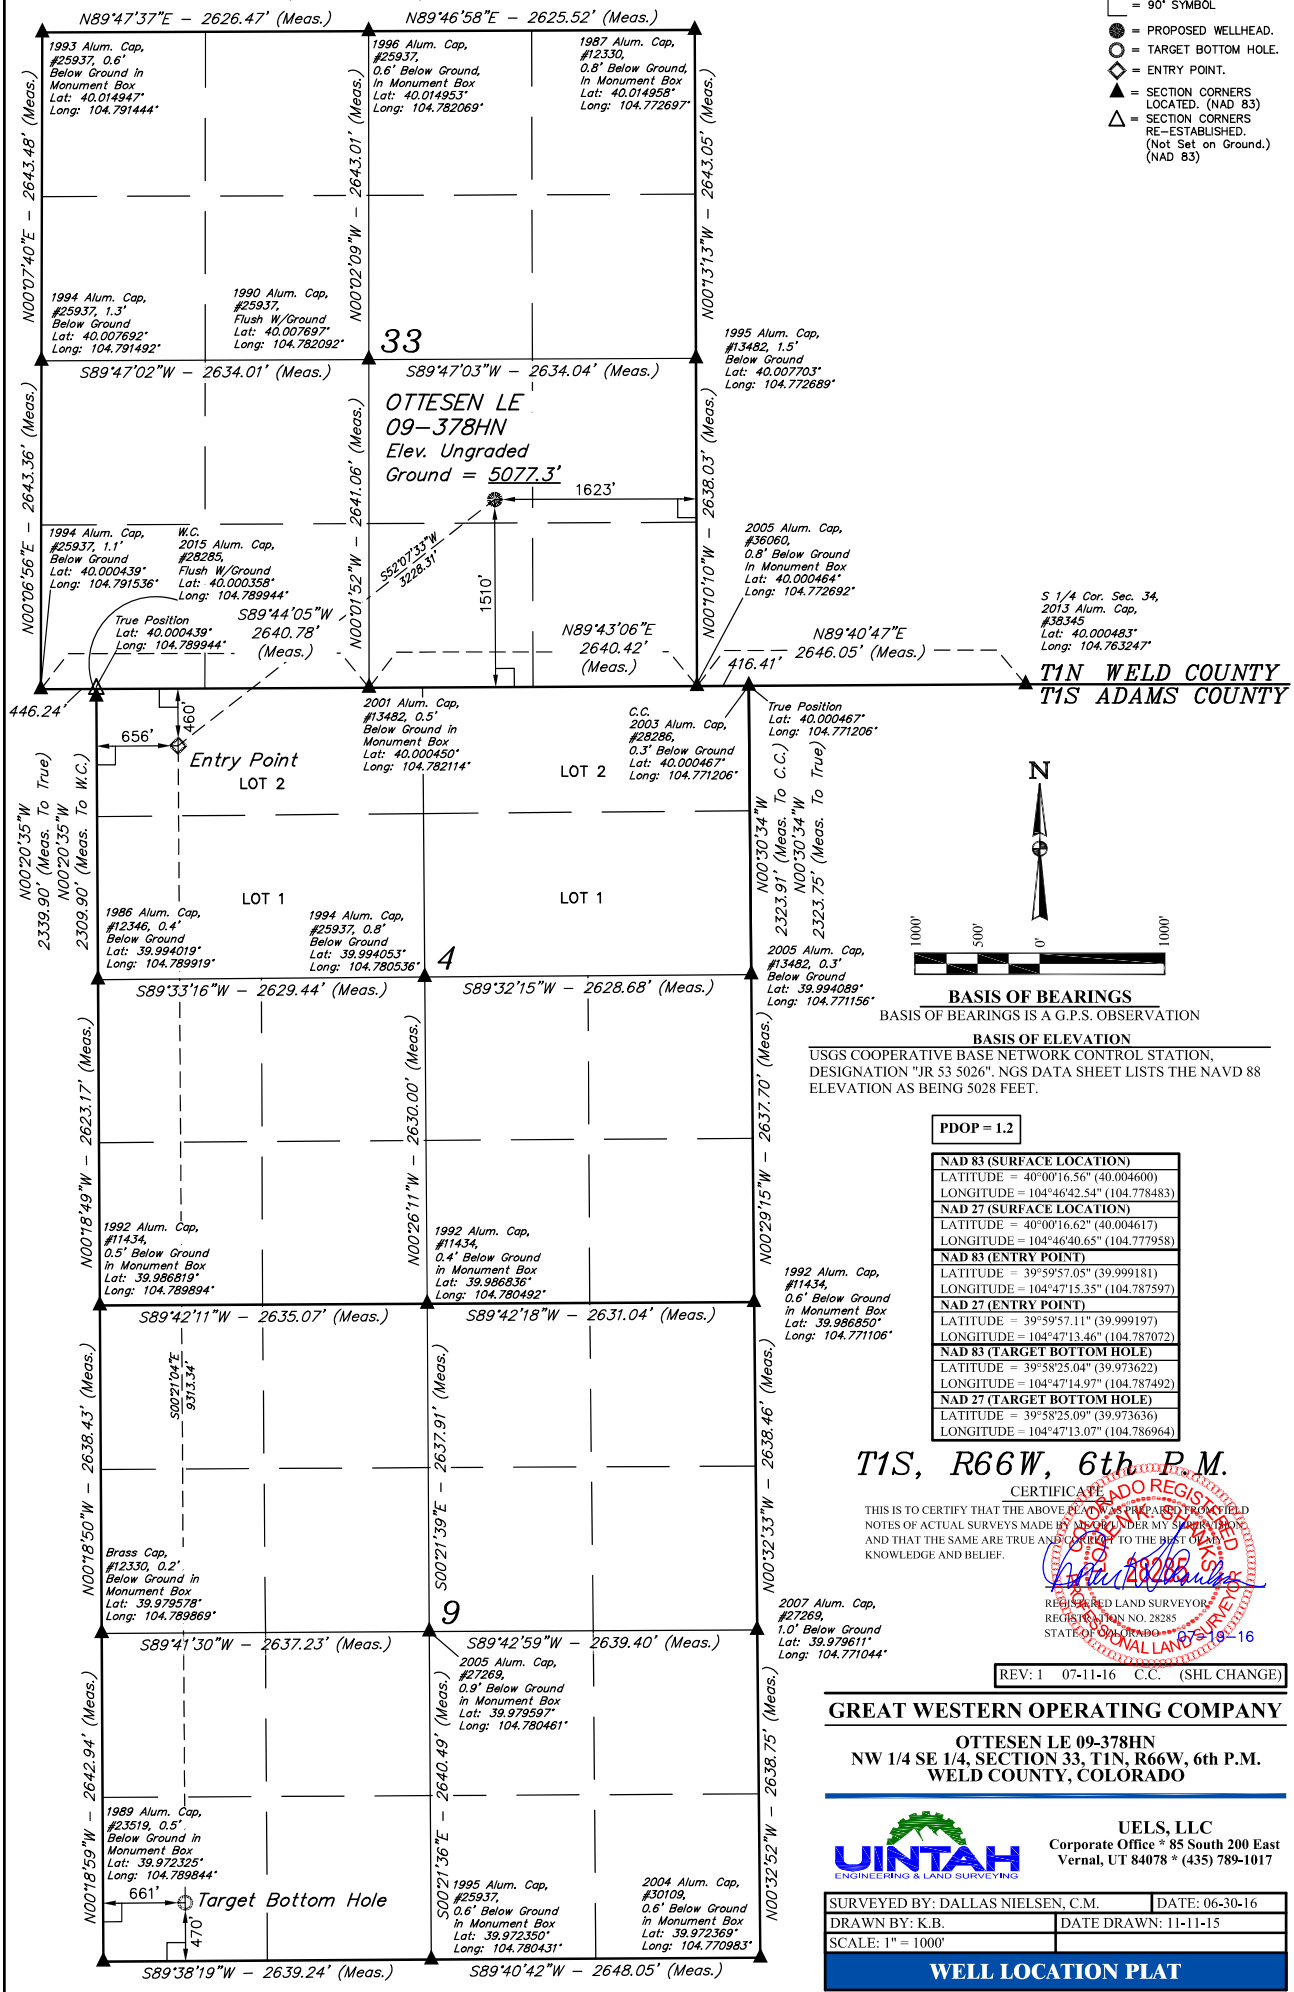 N89°47'37"E - 2626.47' (Meas.)
N89°46'58"E - 2625.52' (Meas.)
= 90° SYMBOL
= PROPOSED WELLHEAD.
= TARGET BOTTOM HOLE.
= ENTRY POINT.
= SECTION CORNERS
LOCATED. (NAD 83)
= SECTION CORNERS
RE-ESTABLISHED.
(Not Set on Ground.)
(NAD 83)
1993 Alum. Cap,
#25937, 0.6'
Below Ground in
Monument Box
Lat: 40.014947°
Long: 104.791444°
1996 Alum. Cap,
#25937,
0.6' Below Ground,
In Monument Box
Lat: 40.014953°
Long: 104.782069°
1987 Alum. Cap,
#12330,
0.8' Below Ground,
In Monument Box
Lat: 40.014958°
Long: 104.772697°
N00°07'40"E - 2643.48' (Meas.)
N00°02'09"W - 2643.01' (Meas.)
N00°13'13"W - 2643.05' (Meas.)
1994 Alum. Cap,
#25937, 1.3'
Below Ground
Lat: 40.007692°
Long: 104.791492°
1990 Alum. Cap,
#25937,
Flush W/Ground
Lat: 40.007697°
Long: 104.782092°
33
1995 Alum. Cap,
#13482, 1.5'
Below Ground
Lat: 40.007703°
Long: 104.772689°
S89°47'02"W - 2634.01' (Meas.)
S89°47'03"W - 2634.04' (Meas.)
OTTESEN LE
09-378HN
Elev. Ungraded
Ground = 5077.3'
1623'
1510'
S52°07'33"W
3228.31'
N00°06'56"E - 2643.36' (Meas.)
N00°01'52"W - 2641.06' (Meas.)
N00°10'10"W - 2638.03' (Meas.)
1994 Alum. Cap,
#25937, 1.1'
Below Ground
Lat: 40.000439°
Long: 104.791536°
W.C.
2015 Alum. Cap,
#28285,
Flush W/Ground
Lat: 40.000358°
Long: 104.789944°
True Position
Lat: 40.000439°
Long: 104.789944°
S89°44'05"W
2640.78'
(Meas.)
N89°43'06"E
2640.42'
(Meas.)
2005 Alum. Cap,
#36060,
0.8' Below Ground
In Monument Box
Lat: 40.000464°
Long: 104.772692°
N89°40'47"E
2646.05' (Meas.)
416.41'
S 1/4 Cor. Sec. 34,
2013 Alum. Cap,
#38345
Lat: 40.000483°
Long: 104.763247°
T1N WELD COUNTY
T1S ADAMS COUNTY
446.24'
460'
656'
Entry Point
LOT 2
2001 Alum. Cap,
#13482, 0.5'
Below Ground in
Monument Box
Lat: 40.000450°
Long: 104.782114°
LOT 2
C.C.
2003 Alum. Cap,
#28286,
0.3' Below Ground
Lat: 40.000467°
Long: 104.771206°
True Position
Lat: 40.000467°
Long: 104.771206°
N00°20'35"W
2339.90' (Meas. To True)
N00°20'35"W
2309.90' (Meas. To W.C.)
N00°30'34"W
2323.91' (Meas. To C.C.)
N00°30'34"W
2323.75' (Meas. To True)
LOT 1
LOT 1
N
1000'
500'
0'
1000'
1986 Alum. Cap,
#12346, 0.4'
Below Ground
Lat: 39.994019°
Long: 104.789919°
1994 Alum. Cap,
#25937, 0.8'
Below Ground
Lat: 39.994053°
Long: 104.780536°
4
2005 Alum. Cap,
#13482, 0.3'
Below Ground
Lat: 39.994089°
Long: 104.771156°
S89°33'16"W - 2629.44' (Meas.)
S89°32'15"W - 2628.68' (Meas.)
BASIS OF BEARINGS
BASIS OF BEARINGS IS A G.P.S. OBSERVATION
BASIS OF ELEVATION
USGS COOPERATIVE BASE NETWORK CONTROL STATION,
DESIGNATION "JR 53 5026". NGS DATA SHEET LISTS THE NAVD 88
ELEVATION AS BEING 5028 FEET.
PDOP = 1.2
NAD 83 (SURFACE LOCATION)
LATITUDE = 40°00'16.56" (40.004600)
LONGITUDE = 104°46'42.54" (104.778483)
NAD 27 (SURFACE LOCATION)
LATITUDE = 40°00'16.62" (40.004617)
LONGITUDE = 104°46'40.65" (104.777958)
NAD 83 (ENTRY POINT)
LATITUDE = 39°59'57.05" (39.999181)
LONGITUDE = 104°47'15.35" (104.787597)
NAD 27 (ENTRY POINT)
LATITUDE = 39°59'57.11" (39.999197)
LONGITUDE = 104°47'13.46" (104.787072)
NAD 83 (TARGET BOTTOM HOLE)
LATITUDE = 39°58'25.04" (39.973622)
LONGITUDE = 104°47'14.97" (104.787492)
NAD 27 (TARGET BOTTOM HOLE)
LATITUDE = 39°58'25.09" (39.973636)
LONGITUDE = 104°47'13.07" (104.786964)
N00°18'49"W - 2623.17' (Meas.)
N00°26'11"W - 2630.00' (Meas.)
N00°29'15"W - 2637.70' (Meas.)
1992 Alum. Cap,
#11434,
0.5' Below Ground
in Monument Box
Lat: 39.986819°
Long: 104.789894°
1992 Alum. Cap,
#11434,
0.4' Below Ground
in Monument Box
Lat: 39.986836°
Long: 104.780492°
1992 Alum. Cap,
#11434,
0.6' Below Ground
in Monument Box
Lat: 39.986850°
Long: 104.771106°
S89°42'11"W - 2635.07' (Meas.)
S89°42'18"W - 2631.04' (Meas.)
S00°21'04"E
9313.34'
N00°18'50"W - 2638.43' (Meas.)
S00°21'39"E - 2637.91' (Meas.)
N00°32'33"W - 2638.46' (Meas.)
Brass Cap,
#12330, 0.2'
Below Ground in
Monument Box
Lat: 39.979578°
Long: 104.789869°
9
2007 Alum. Cap,
#27269,
1.0' Below Ground
Lat: 39.979611°
Long: 104.771044°
S89°41'30"W - 2637.23' (Meas.)
S89°42'59"W - 2639.40' (Meas.)
2005 Alum. Cap,
#27269,
0.9' Below Ground
in Monument Box
Lat: 39.979597°
Long: 104.780461°
N00°18'59"W - 2642.94' (Meas.)
S00°21'36"E - 2640.49' (Meas.)
N00°32'52"W - 2638.75' (Meas.)
1989 Alum. Cap,
#23519, 0.5'
Below Ground in
Monument Box
Lat: 39.972325°
Long: 104.789844°
661'
470'
Target Bottom Hole
1995 Alum. Cap,
#25937,
0.6' Below Ground
in Monument Box
Lat: 39.972350°
Long: 104.780431°
2004 Alum. Cap,
#30109,
0.6' Below Ground
in Monument Box
Lat: 39.972369°
Long: 104.770983°
S89°38'19"W - 2639.24' (Meas.)
S89°40'42"W - 2648.05' (Meas.)
T1S, R66W, 6th P.M.
CERTIFICATE
THIS IS TO CERTIFY THAT THE ABOVE PLAT WAS PREPARED FROM FIELD
NOTES OF ACTUAL SURVEYS MADE BY ME OR UNDER MY SUPERVISION
AND THAT THE SAME ARE TRUE AND CORRECT TO THE BEST OF MY
KNOWLEDGE AND BELIEF.
COLORADO REGISTERED
LOREN K. SHANKS
28285
PROFESSIONAL LAND SURVEYOR
REGISTERED LAND SURVEYOR
REGISTRATION NO. 28285
STATE OF COLORADO
07-19-16
REV: 1 07-11-16 C.C. (SHL CHANGE)
GREAT WESTERN OPERATING COMPANY
OTTESEN LE 09-378HN
NW 1/4 SE 1/4, SECTION 33, T1N, R66W, 6th P.M.
WELD COUNTY, COLORADO
UINTAH
ENGINEERING & LAND SURVEYING
UELS, LLC
Corporate Office * 85 South 200 East
Vernal, UT 84078 * (435) 789-1017
SURVEYED BY: DALLAS NIELSEN, C.M.
DATE: 06-30-16
DRAWN BY: K.B.
DATE DRAWN: 11-11-15
SCALE: 1" = 1000'
WELL LOCATION PLAT